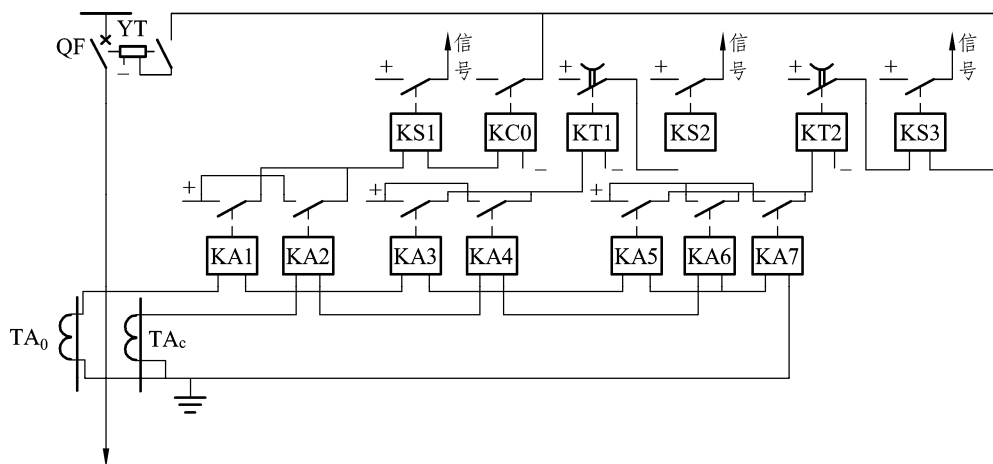 YT
QF
−
+ 信号
+
+
+ 信号
+
+ 信号
KS1 KC0 KT1 KS2 KT2 KS3
− − −
+ + +
KA1 KA2 KA3 KA4 KA5 KA6 KA7
TA₀ TAc